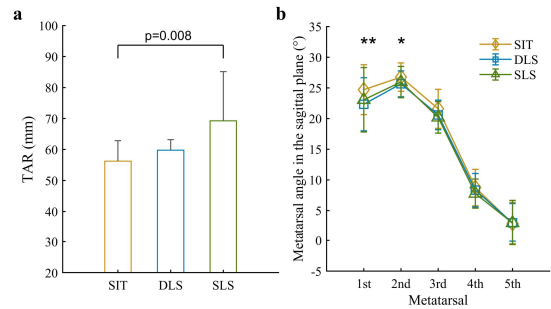 a
p=0.008
TAR (mm)
100
90
80
70
60
50
40
30
20
SIT DLS SLS
b
Metatarsal angle in the sagittal plane (°)
35
30
25
20
15
10
5
0
-5
** *
SIT
DLS
SLS
1st 2nd 3rd 4th 5th
Metatarsal